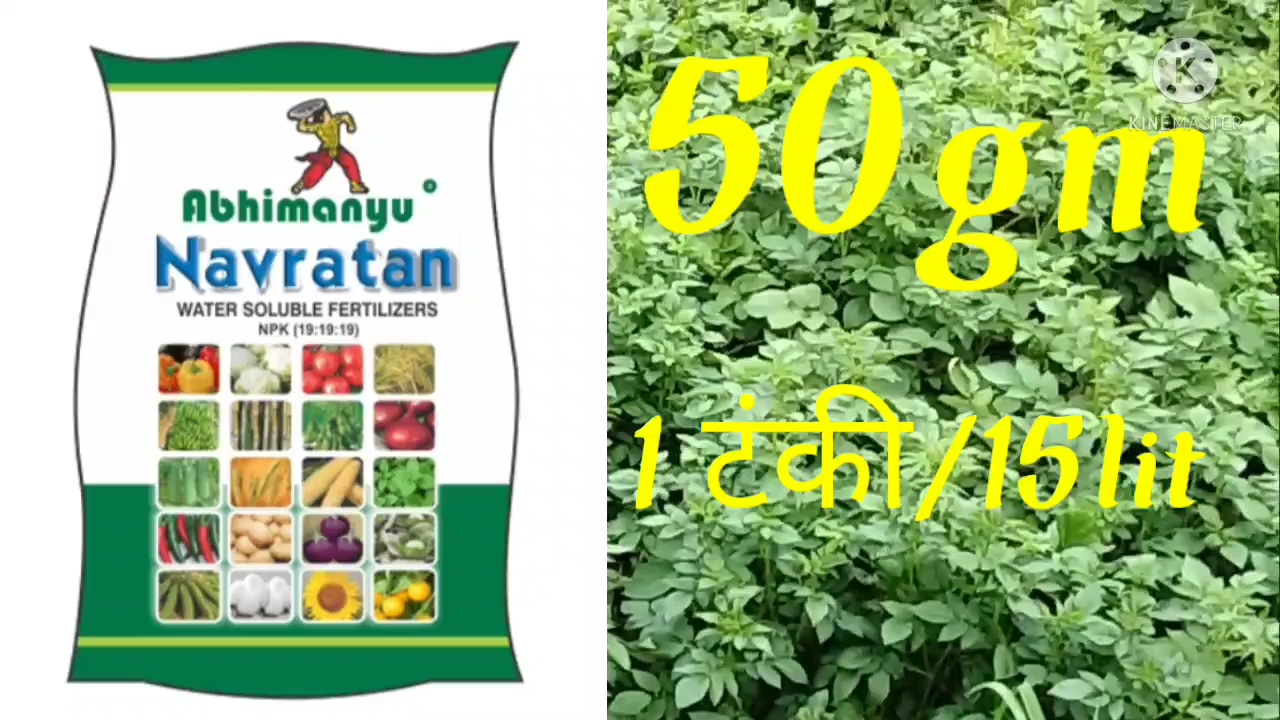 Abhimanyu
Navratan
WATER SOLUBLE FERTILIZERS
NPK (19:19:19)
50 gm
1 टंकी /15 lit
KINEMASTER